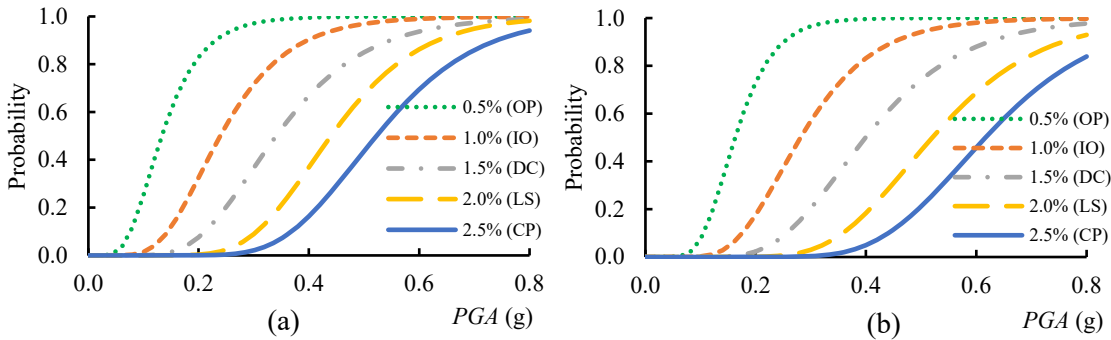 Probability
1.0
0.8
0.6
0.4
0.2
0.0
0.5% (OP)
1.0% (IO)
1.5% (DC)
2.0% (LS)
2.5% (CP)
0.0 0.2 0.4 0.6 0.8
(a)
PGA (g)
Probability
1.0
0.8
0.6
0.4
0.2
0.0
0.5% (OP)
1.0% (IO)
1.5% (DC)
2.0% (LS)
2.5% (CP)
0.0 0.2 0.4 0.6 0.8
(b)
PGA (g)